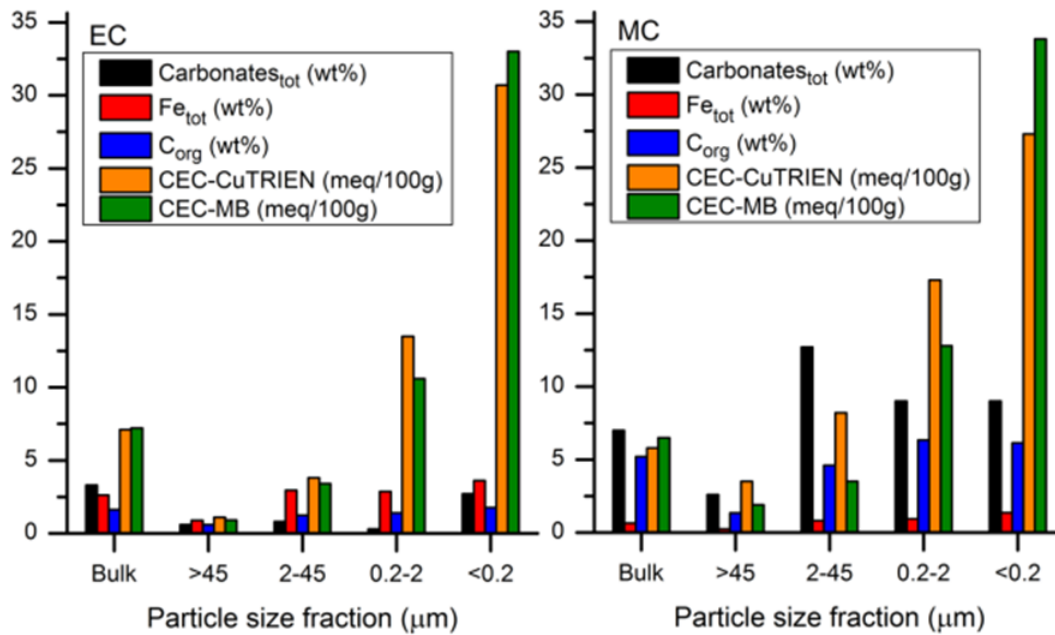 EC
Carbonates_tot (wt%)
Fe_tot (wt%)
C_org (wt%)
CEC-CuTRIEN (meq/100g)
CEC-MB (meq/100g)
35
30
25
20
15
10
5
0
Bulk >45 2-45 0.2-2 <0.2
Particle size fraction (μm)
MC
Carbonates_tot (wt%)
Fe_tot (wt%)
C_org (wt%)
CEC-CuTRIEN (meq/100g)
CEC-MB (meq/100g)
35
30
25
20
15
10
5
0
Bulk >45 2-45 0.2-2 <0.2
Particle size fraction (μm)